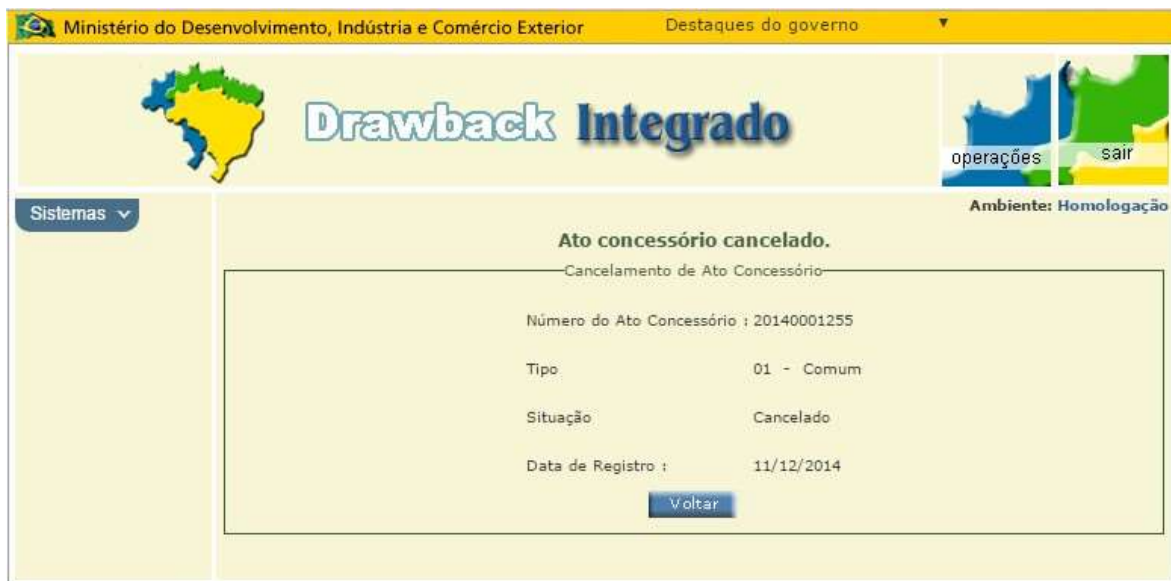 Ministério do Desenvolvimento, Indústria e Comércio Exterior Destaques do governo ▼
Drawback Integrado
operações sair
Sistemas
Ambiente: Homologação
Ato concessório cancelado.
Cancelamento de Ato Concessório
Número do Ato Concessório : 20140001255
Tipo 01 - Comum
Situação Cancelado
Data de Registro : 11/12/2014
Voltar